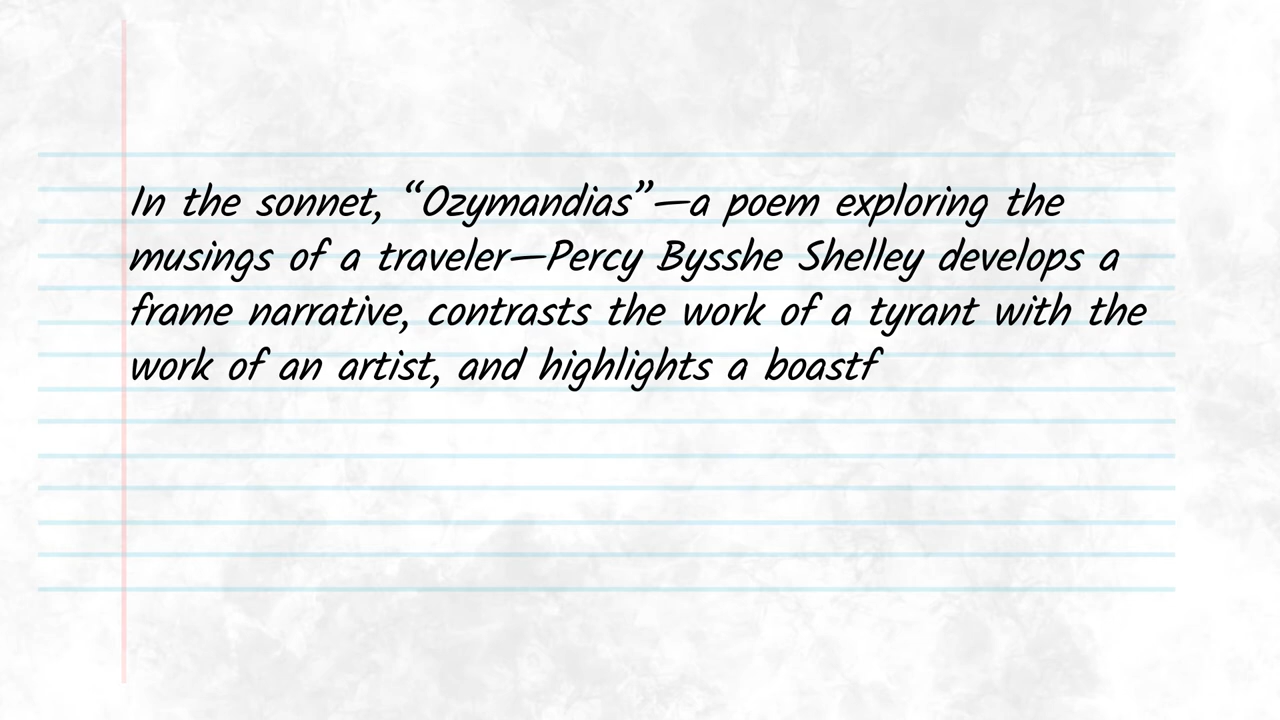 In the sonnet, “Ozymandias”—a poem exploring the
musings of a traveler—Percy Bysshe Shelley develops a
frame narrative, contrasts the work of a tyrant with the
work of an artist, and highlights a boastf